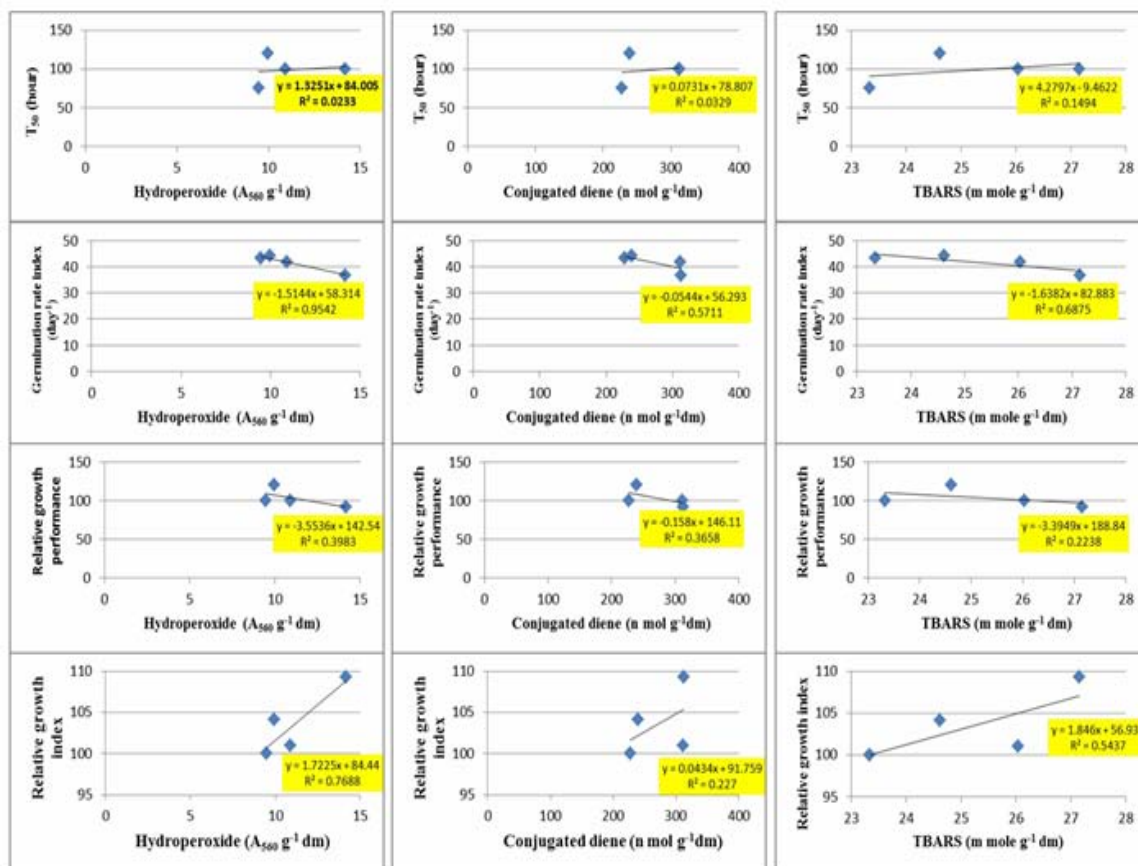 150
100
50
0
T₅₀ (hour)
y = 1.3251x + 84.005
R² = 0.0233
0 5 10 15
Hydroperoxide (A₅₆₀ g⁻¹ dm)
150
100
50
0
T₅₀ (hour)
y = 0.0731x + 78.807
R² = 0.0329
0 100 200 300 400
Conjugated diene (n mol g⁻¹dm)
150
100
50
0
T₅₀ (hour)
y = 4.2797x - 9.4622
R² = 0.1494
23 24 25 26 27 28
TBARS (m mole g⁻¹ dm)
50
40
30
20
10
0
Germination rate index
(day⁻¹)
y = -1.5144x + 58.314
R² = 0.9542
0 5 10 15
Hydroperoxide (A₅₆₀ g⁻¹ dm)
50
40
30
20
10
0
Germination rate index
(day⁻¹)
y = -0.0544x + 56.293
R² = 0.5711
0 100 200 300 400
Conjugated diene (n mol g⁻¹dm)
50
40
30
20
10
0
Germination rate index
(day⁻¹)
y = -1.6382x + 82.883
R² = 0.6875
23 24 25 26 27 28
TBARS (m mole g⁻¹ dm)
150
100
50
0
Relative growth
performance
y = -3.5536x + 142.54
R² = 0.3983
0 5 10 15
Hydroperoxide (A₅₆₀ g⁻¹ dm)
150
100
50
0
Relative growth
performance
y = -0.158x + 146.11
R² = 0.3658
0 100 200 300 400
Conjugated diene (n mol g⁻¹dm)
150
100
50
0
Relative growth
performance
y = -3.3949x + 188.84
R² = 0.2238
23 24 25 26 27 28
TBARS (m mole g⁻¹ dm)
110
105
100
95
Relative growth
index
y = 1.7225x + 84.44
R² = 0.7688
0 5 10 15
Hydroperoxide (A₅₆₀ g⁻¹ dm)
110
105
100
95
Relative growth
index
y = 0.0434x + 91.759
R² = 0.227
0 100 200 300 400
Conjugated diene (n mol g⁻¹dm)
110
105
100
95
Relative growth index
y = 1.846x + 56.93
R² = 0.5437
23 24 25 26 27 28
TBARS (m mole g⁻¹ dm)